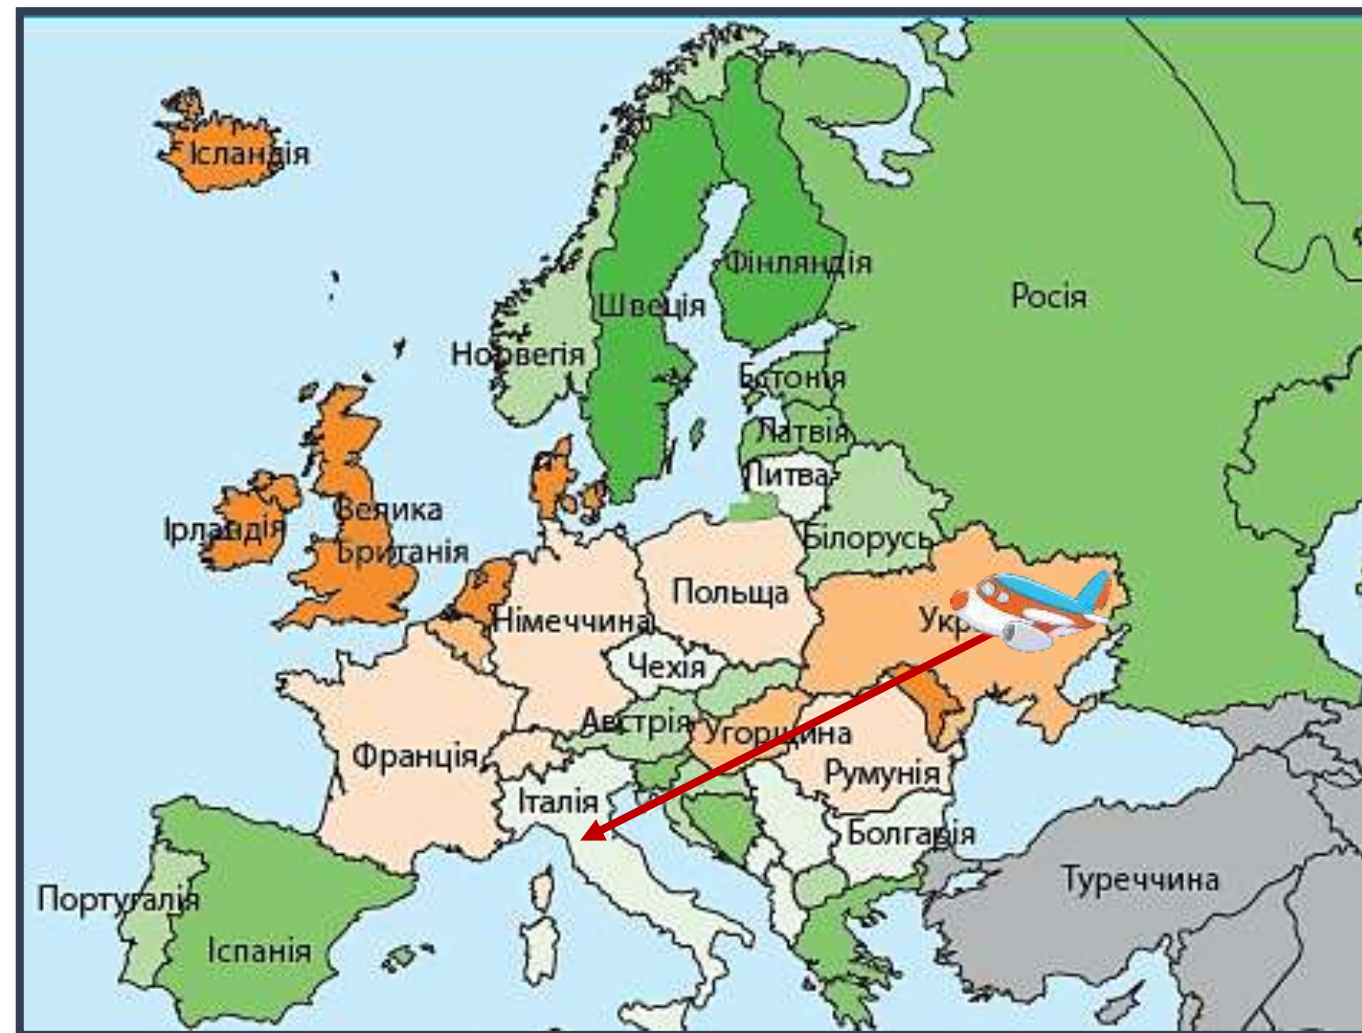 Ісландія
Фінляндія
Росія
Швеція
Норвегія
Естонія
Латвія
Литва
Велика
Британія
Ірландія
Білорусь
Польща
Німеччина
Укр
Чехія
Австрія
Угорщина
Франція
Румунія
Італія
Болгарія
Туреччина
Португалія
Іспанія